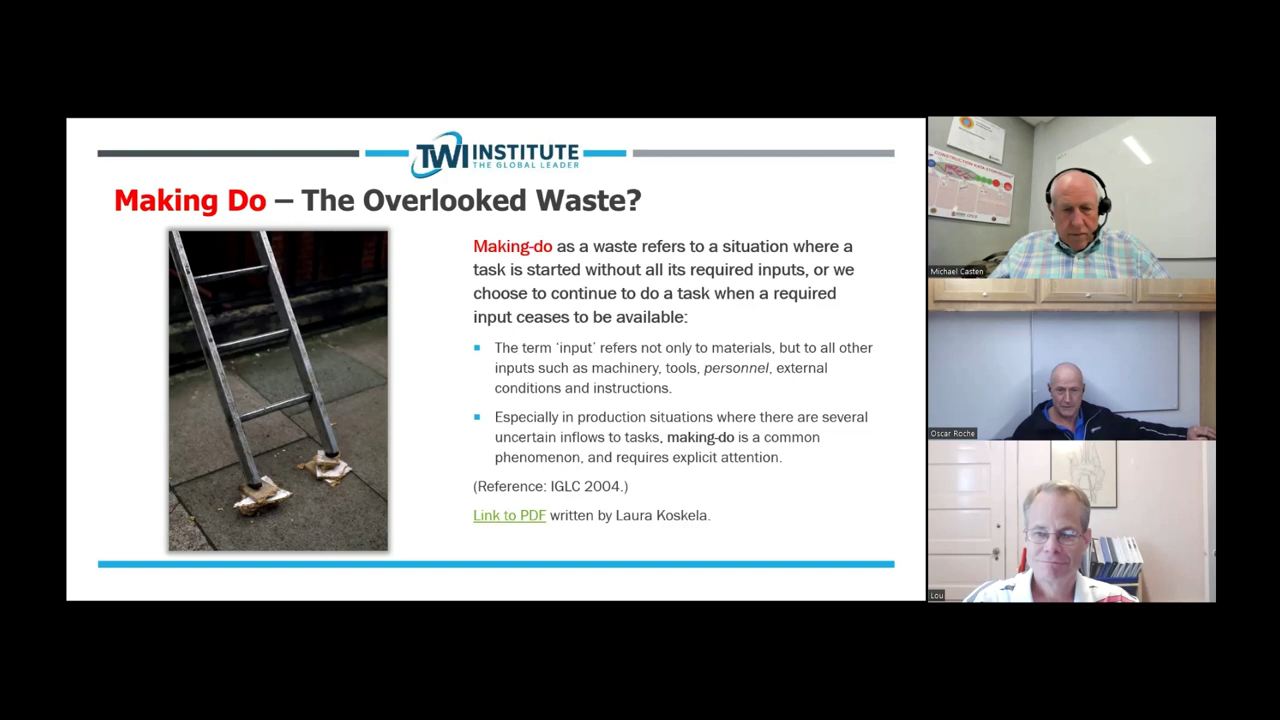 TWI INSTITUTE
THE GLOBAL LEADER
Making Do – The Overlooked Waste?
Making-do as a waste refers to a situation where a
task is started without all its required inputs, or we
choose to continue to do a task when a required
input ceases to be available:
The term ‘input’ refers not only to materials, but to all other
inputs such as machinery, tools, personnel, external
conditions and instructions.
Especially in production situations where there are several
uncertain inflows to tasks, making-do is a common
phenomenon, and requires explicit attention.
(Reference: IGLC 2004.)
Link to PDF written by Laura Koskela.
Michael Casten
Oscar Roche
Lou